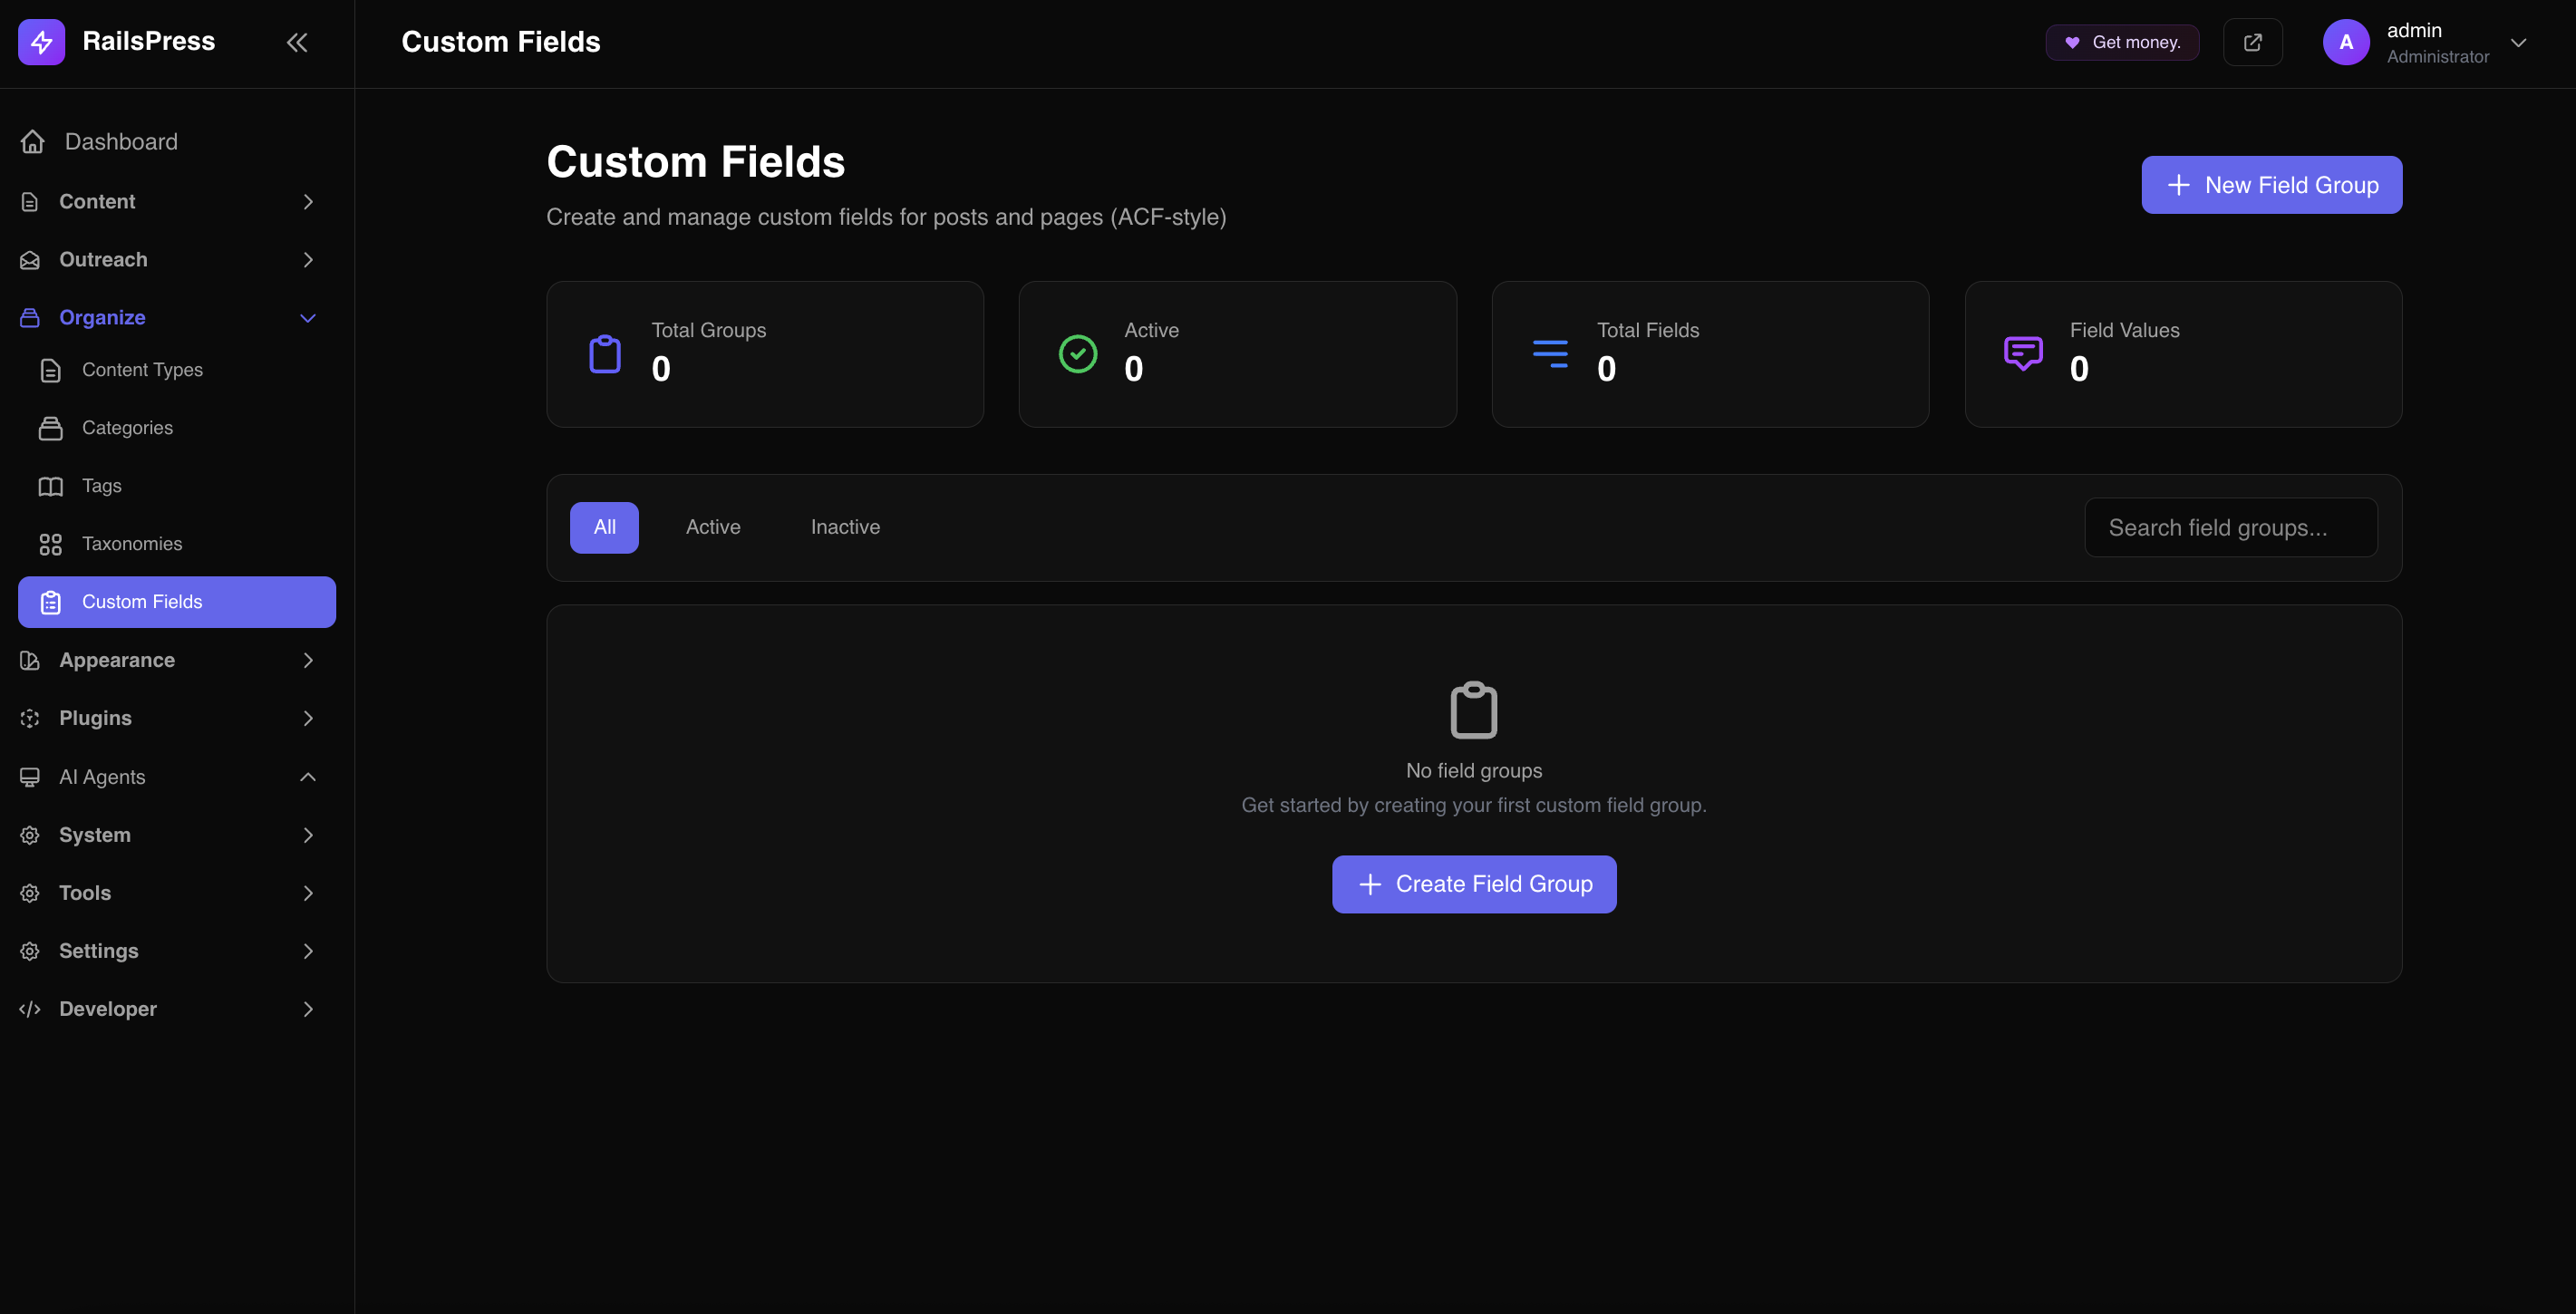 RailsPress
Custom Fields
Get money.
A
admin
Administrator
Dashboard
Content
Outreach
Organize
Content Types
Categories
Tags
Taxonomies
Custom Fields
Appearance
Plugins
AI Agents
System
Tools
Settings
Developer
Custom Fields
Create and manage custom fields for posts and pages (ACF-style)
New Field Group
Total Groups
0
Active
0
Total Fields
0
Field Values
0
All
Active
Inactive
Search field groups...
No field groups
Get started by creating your first custom field group.
Create Field Group